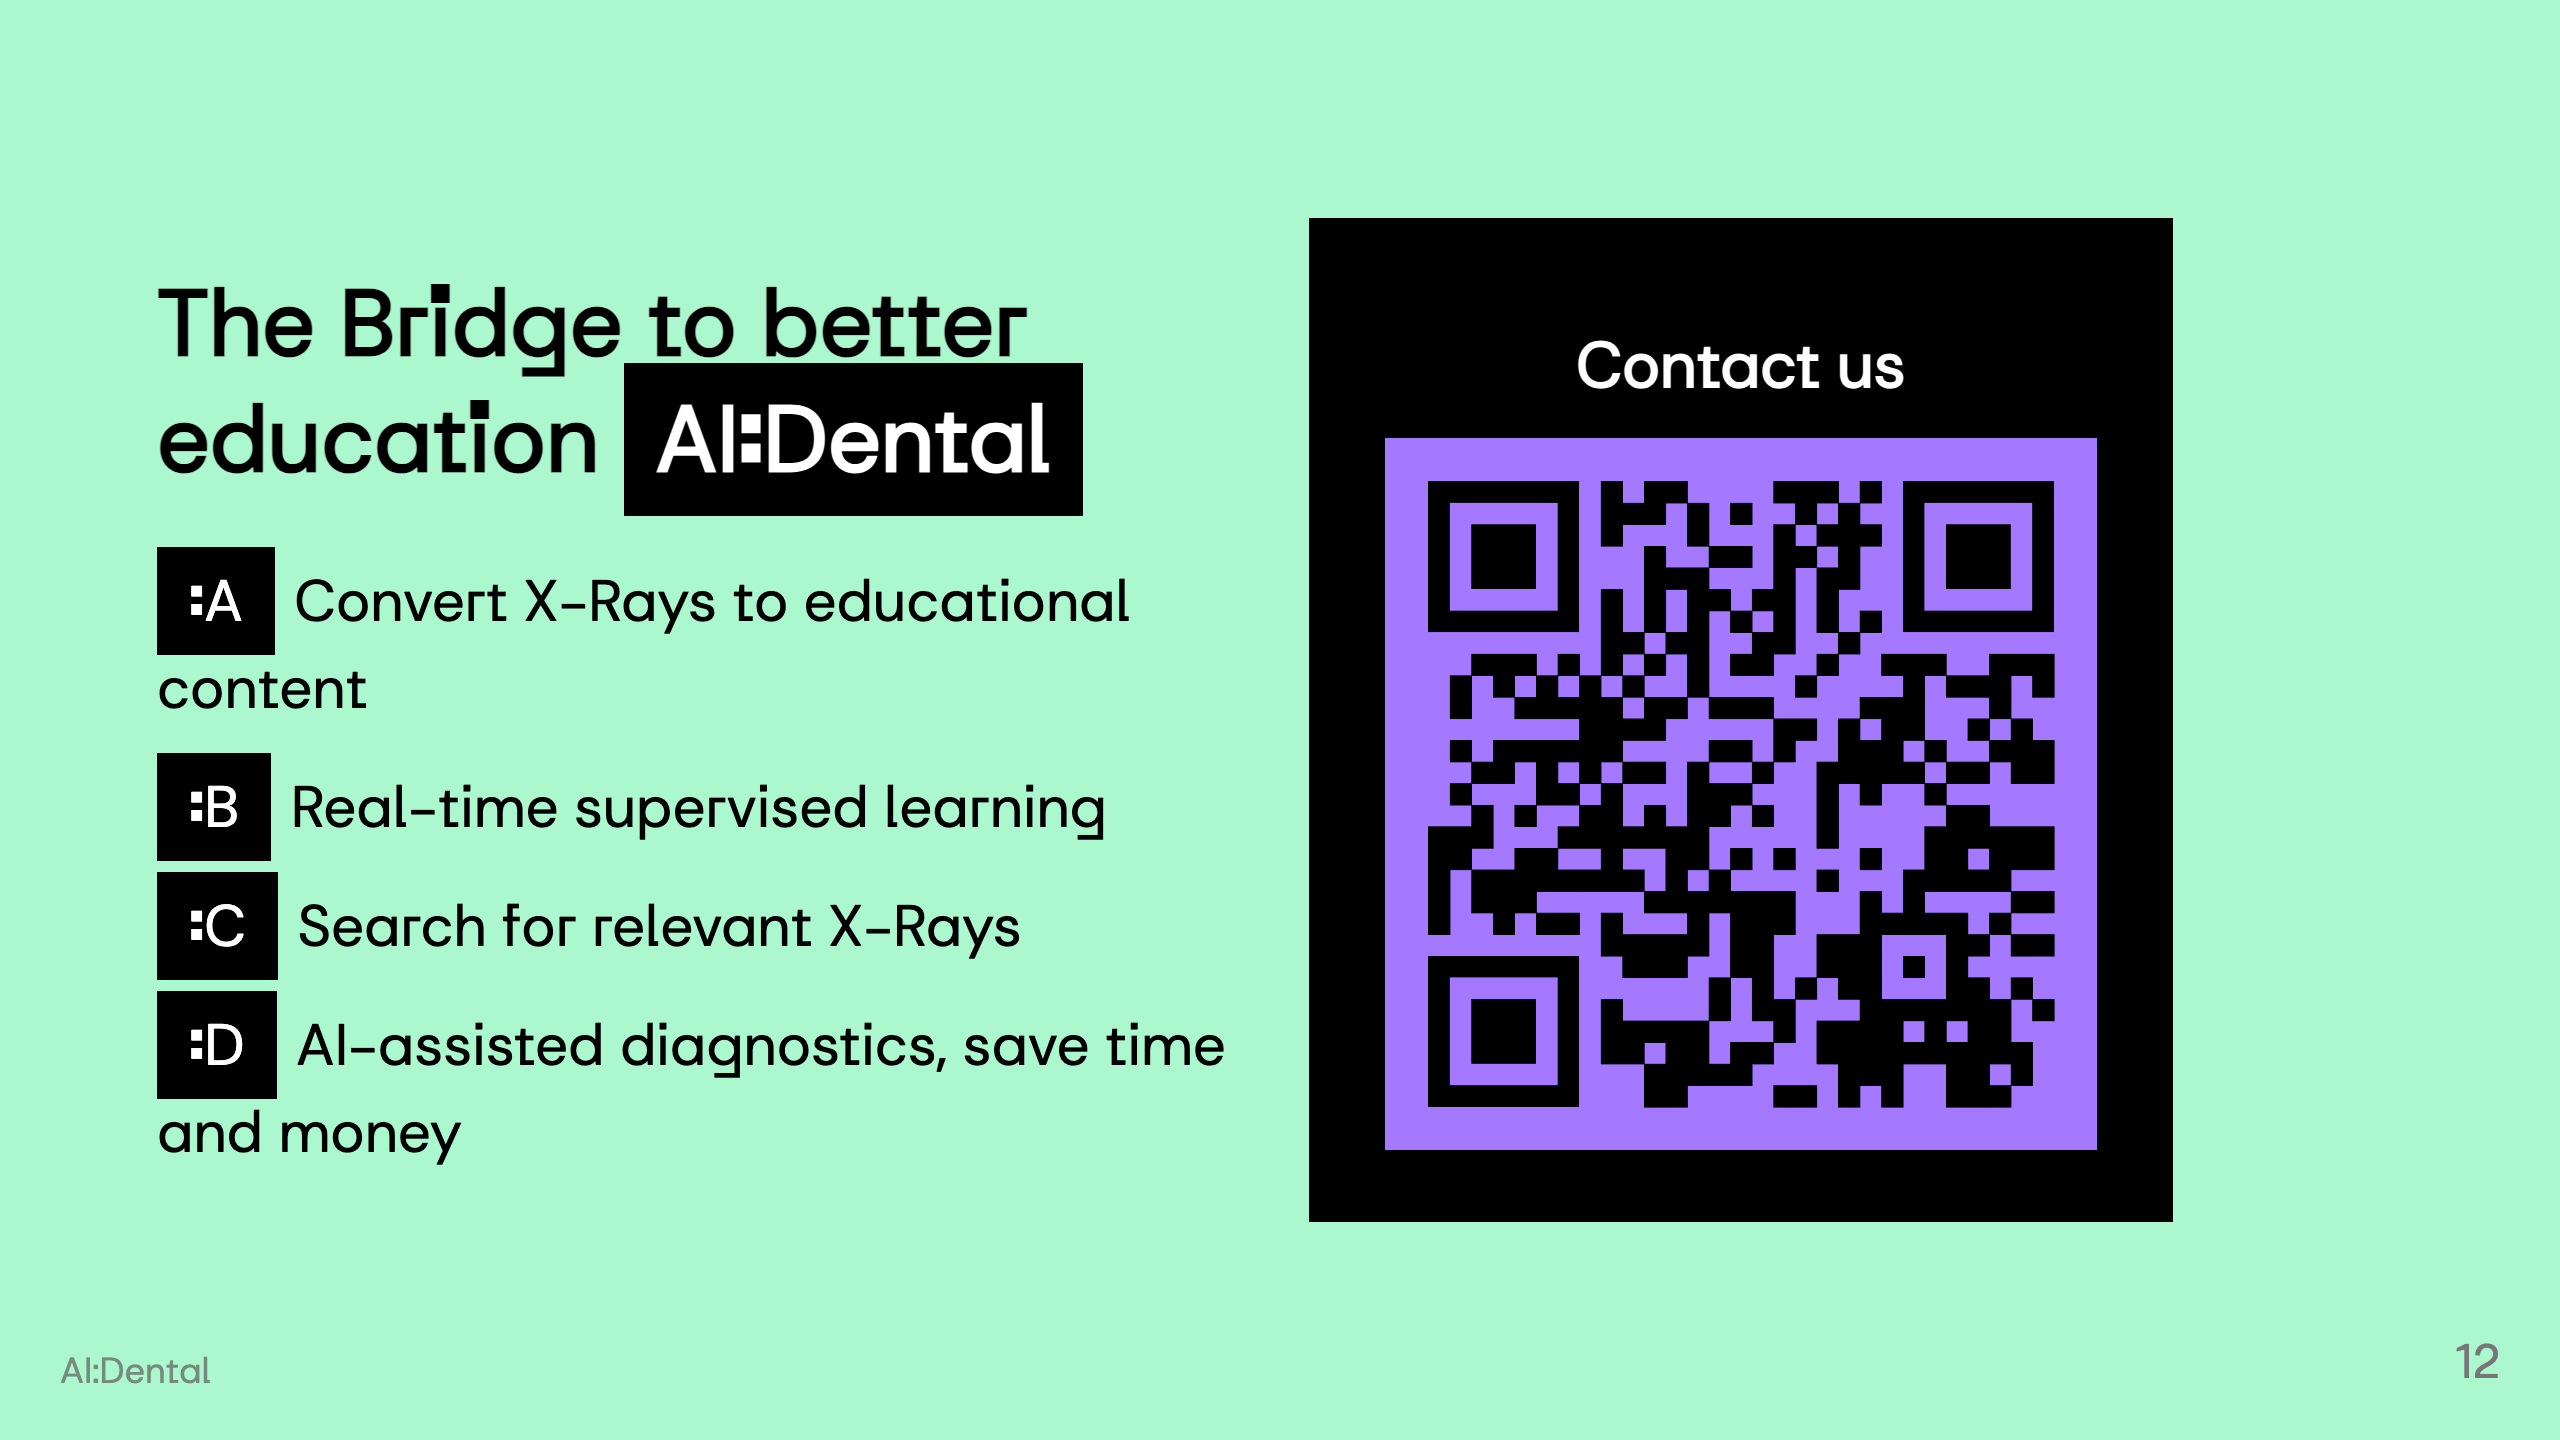 The Bridge to better
education AI:Dental
:A Convert X-Rays to educational
content
:B Real-time supervised learning
:C Search for relevant X-Rays
:D AI-assisted diagnostics, save time
and money
Contact us
AI:Dental
12